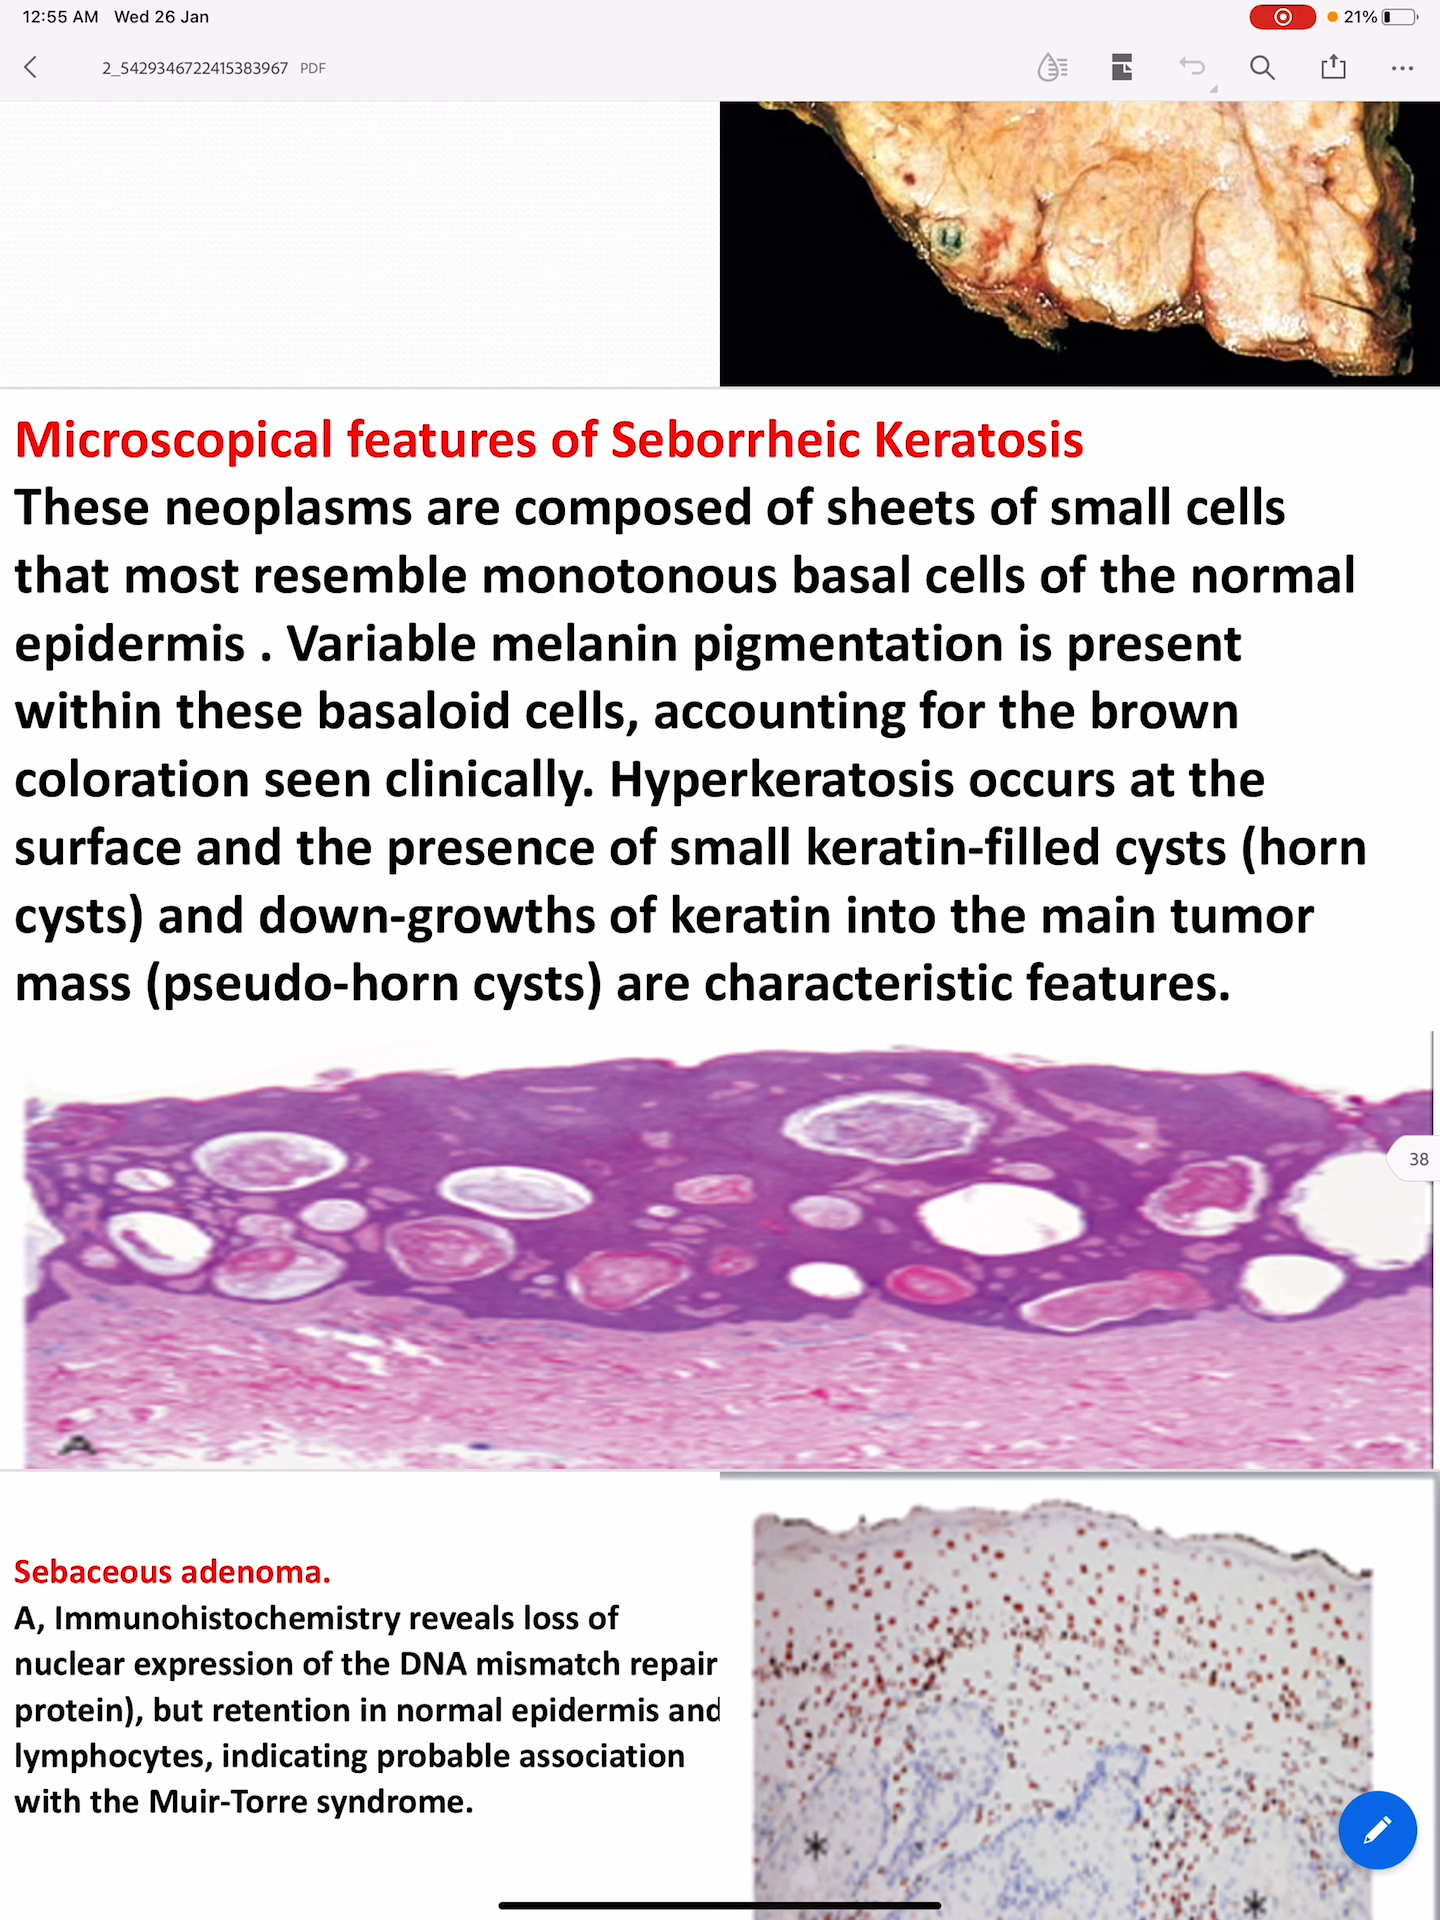 12:55 AM Wed 26 Jan
21%
2_5429346722415383967 PDF
Microscopical features of Seborrheic Keratosis
These neoplasms are composed of sheets of small cells
that most resemble monotonous basal cells of the normal
epidermis . Variable melanin pigmentation is present
within these basaloid cells, accounting for the brown
coloration seen clinically. Hyperkeratosis occurs at the
surface and the presence of small keratin-filled cysts (horn
cysts) and down-growths of keratin into the main tumor
mass (pseudo-horn cysts) are characteristic features.
38
A
Sebaceous adenoma.
A, Immunohistochemistry reveals loss of
nuclear expression of the DNA mismatch repair
protein), but retention in normal epidermis and
lymphocytes, indicating probable association
with the Muir-Torre syndrome.
* *